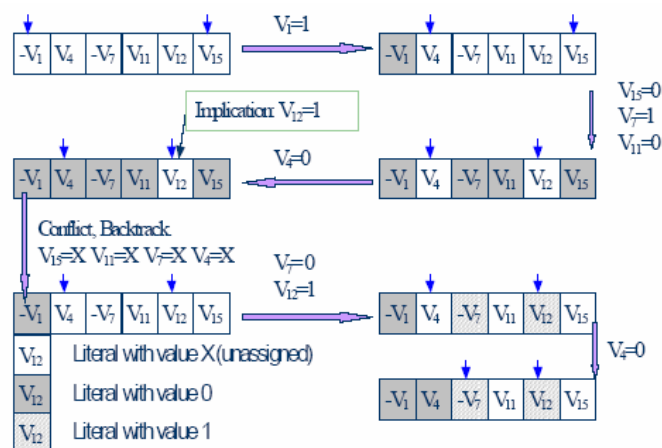 V1=1
-V1 V4 -V7 V11 V12 V15
-V1 V4 -V7 V11 V12 V15
V15=0
V7=1
V11=0
Implication: V12=1
V4=0
-V1 V4 -V7 V11 V12 V15
-V1 V4 -V7 V11 V12 V15
Conflict, Backtrack.
V15=X V11=X V7=X V4=X
V7=0
V12=1
-V1 V4 -V7 V11 V12 V15
-V1 V4 -V7 V11 V12 V15
V4=0
V12 Literal with value X (unassigned)
V12 Literal with value 0
-V1 V4 -V7 V11 V12 V15
V12 Literal with value 1